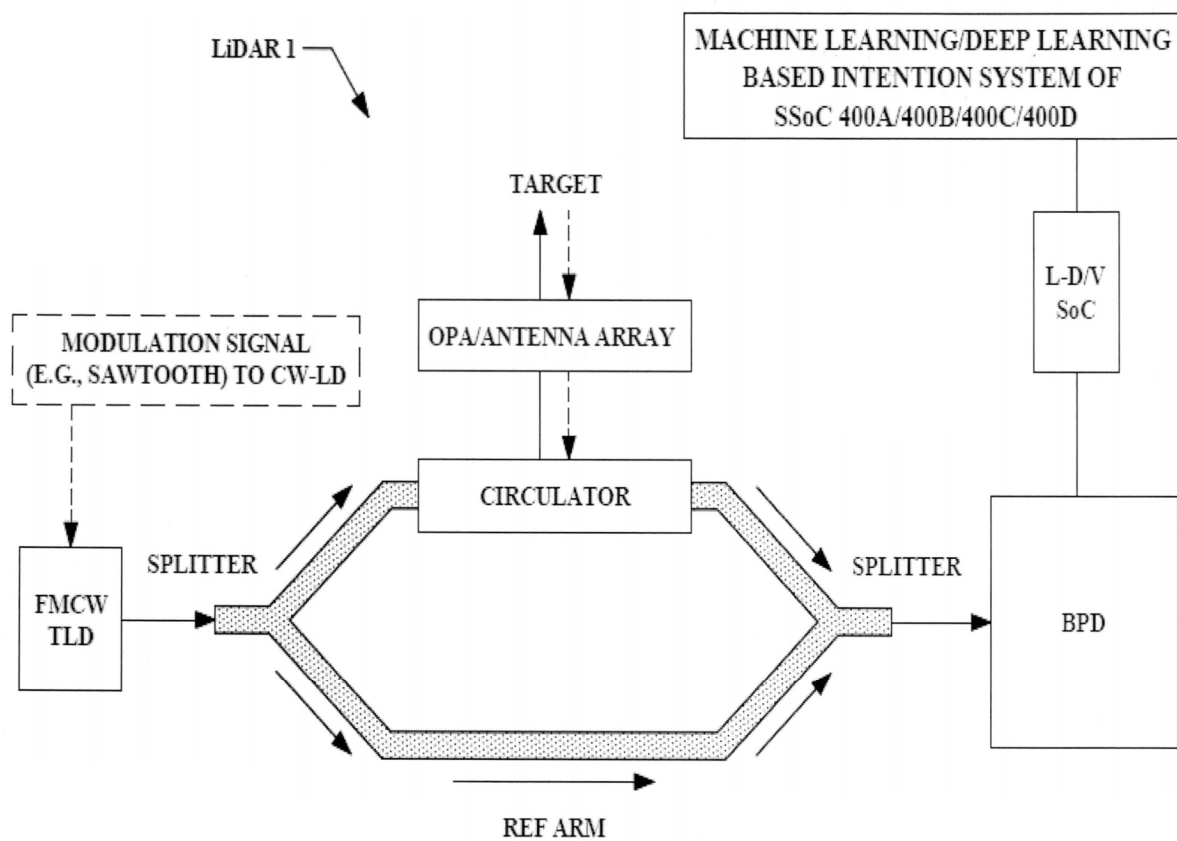 LiDAR 1
MACHINE LEARNING/DEEP LEARNING
BASED INTENTION SYSTEM OF
SSoC 400A/400B/400C/400D
TARGET
L-D/V
SoC
OPA/ANTENNA ARRAY
MODULATION SIGNAL
(E.G., SAWTOOTH) TO CW-LD
CIRCULATOR
SPLITTER
SPLITTER
FMCW
TLD
BPD
REF ARM